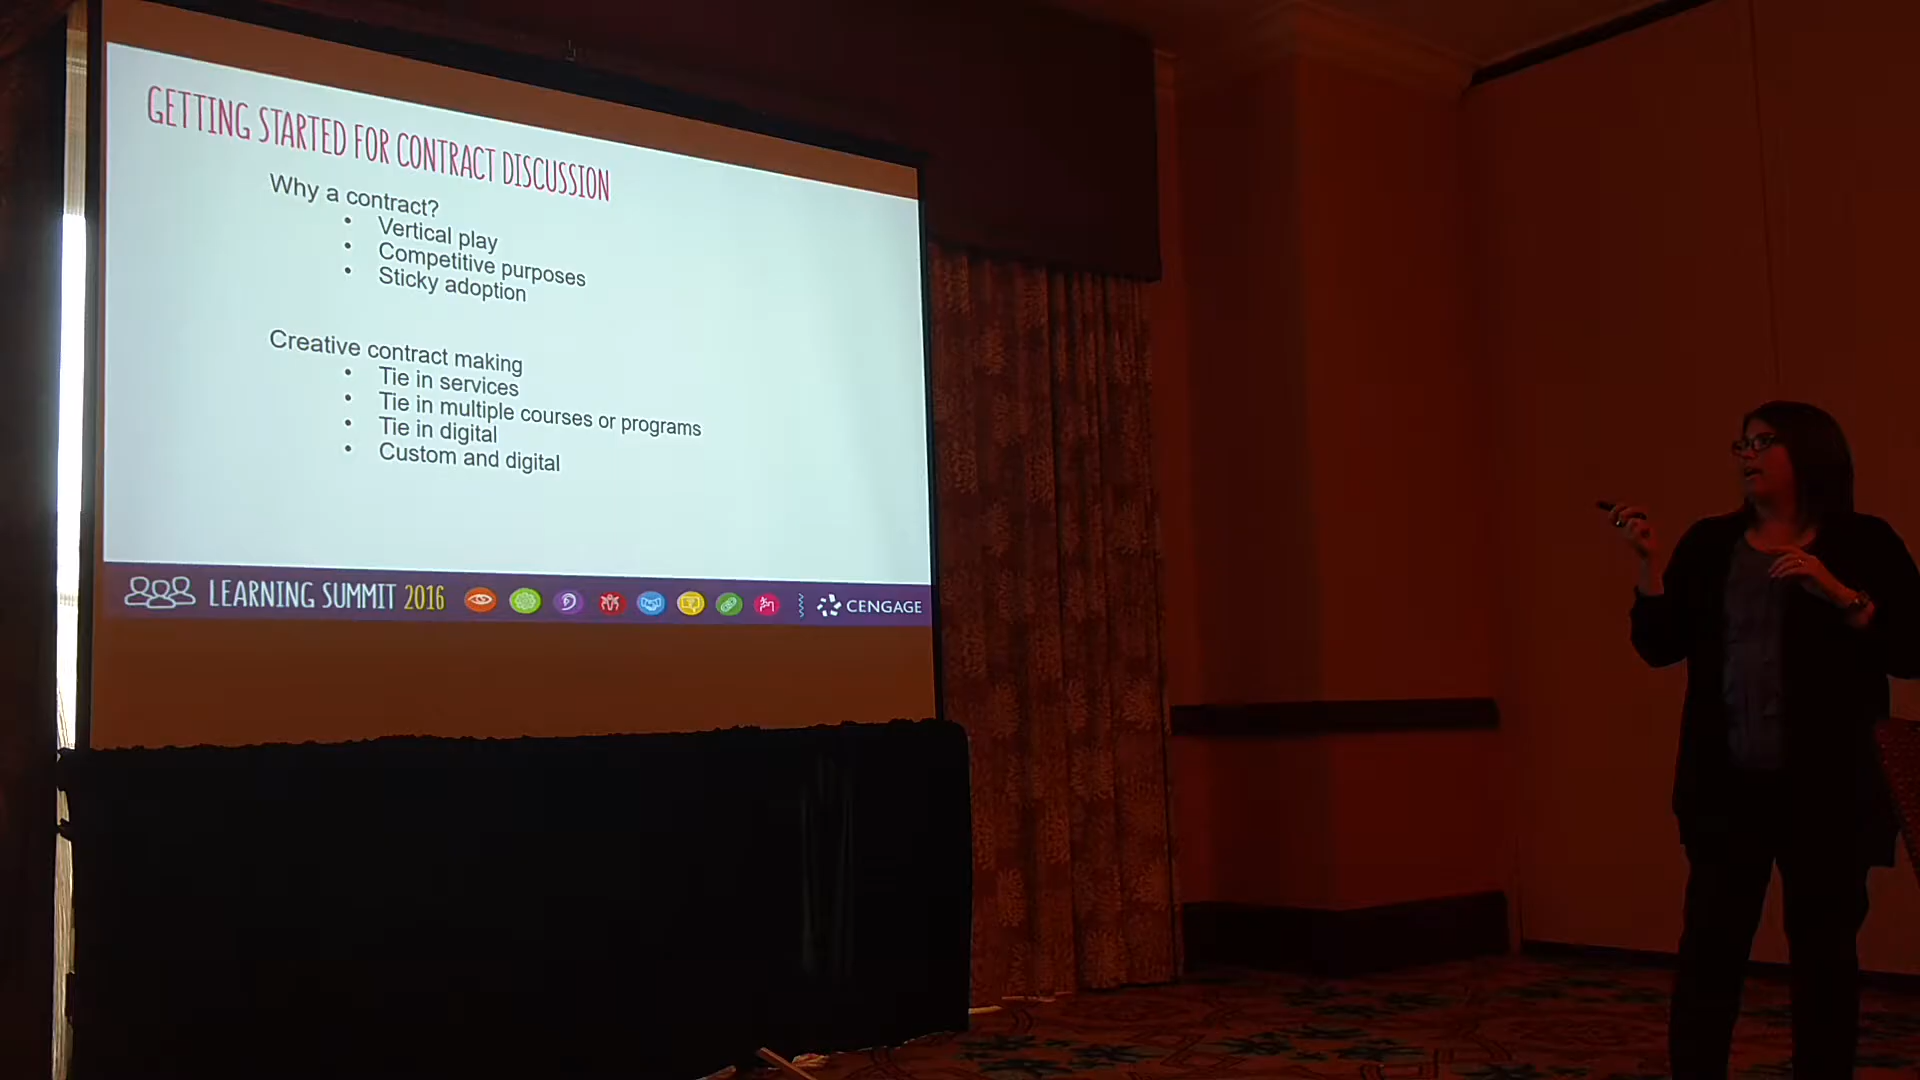 GETTING STARTED FOR CONTRACT DISCUSSION
Why a contract?
• Vertical play
• Competitive purposes
• Sticky adoption
Creative contract making
• Tie in services
• Tie in multiple courses or programs
• Tie in digital
• Custom and digital
LEARNING SUMMIT 2016 CENGAGE